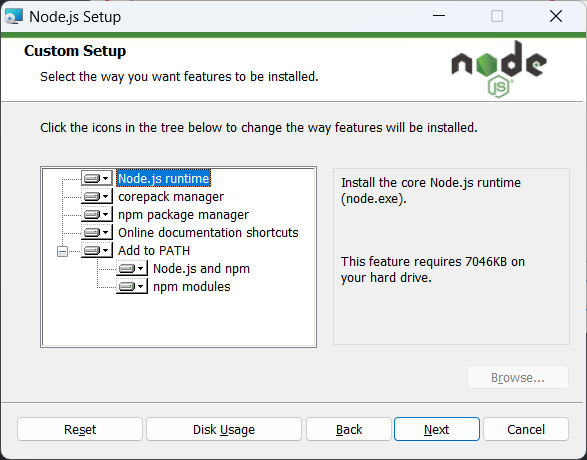 Node.js Setup
Custom Setup
Select the way you want features to be installed.
node
JS
Click the icons in the tree below to change the way features will be installed.
Node.js runtime
corepack manager
npm package manager
Online documentation shortcuts
Add to PATH
Node.js and npm
npm modules
Install the core Node.js runtime
(node.exe).
This feature requires 7046KB on
your hard drive.
Browse...
Reset
Disk Usage
Back
Next
Cancel